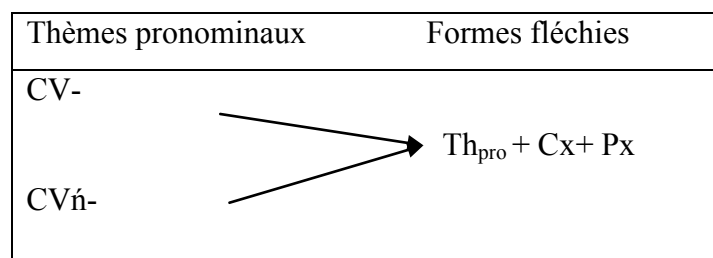 Thèmes pronominaux Formes fléchies
CV-
Thpro + Cx+ Px
CVń-